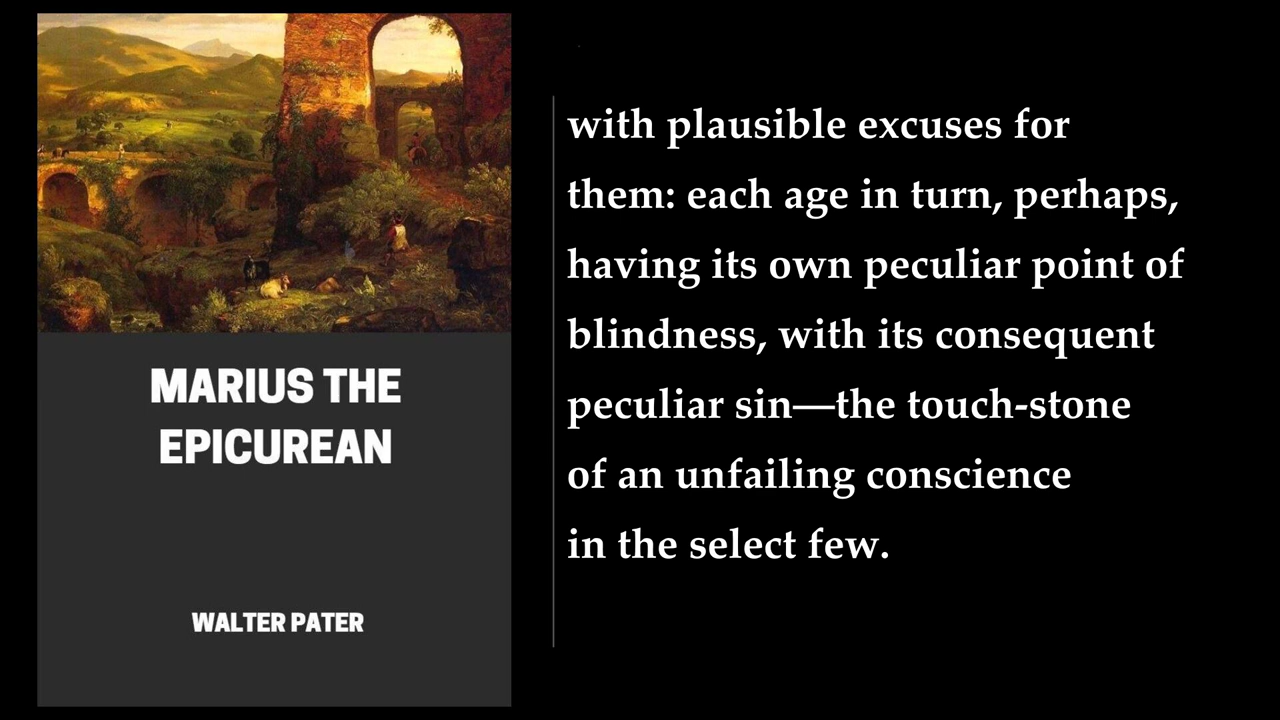 MARIUS THE
EPICUREAN
WALTER PATER
with plausible excuses for
them: each age in turn, perhaps,
having its own peculiar point of
blindness, with its consequent
peculiar sin—the touch-stone
of an unfailing conscience
in the select few.